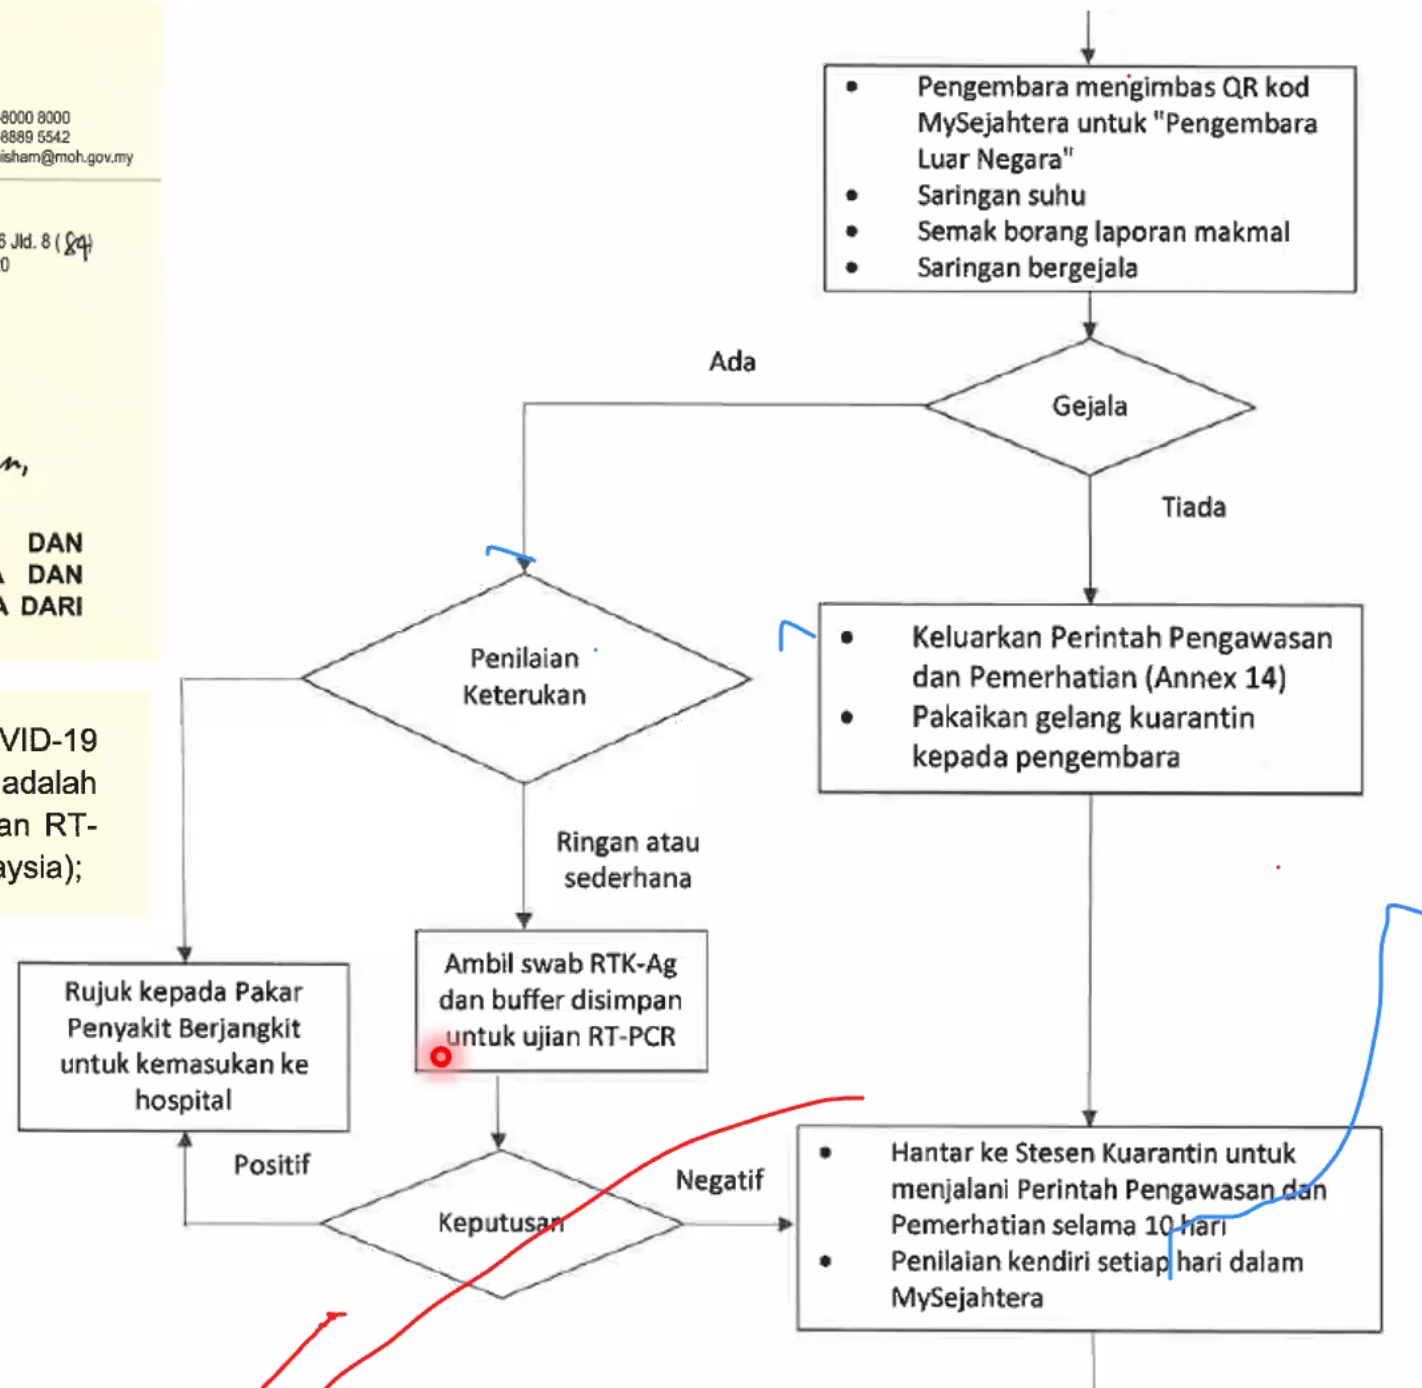 8000 8000
8889 5542
isham@moh.gov.my
6 Jld. 8 (84)
0
DAN
A DAN
A DARI
VID-19
adalah
an RT-
aysia);
• Pengembara mengimbas QR kod
MySejahtera untuk "Pengembara
Luar Negara"
• Saringan suhu
• Semak borang laporan makmal
• Saringan bergejala
Ada
Gejala
Tiada
Penilaian
Keterukan
• Keluarkan Perintah Pengawasan
dan Pemerhatian (Annex 14)
• Pakaikan gelang kuarantin
kepada pengembara
Ringan atau
sederhana
Ambil swab RTK-Ag
dan buffer disimpan
untuk ujian RT-PCR
Rujuk kepada Pakar
Penyakit Berjangkit
untuk kemasukan ke
hospital
Positif
Keputusan
Negatif
• Hantar ke Stesen Kuarantin untuk
menjalani Perintah Pengawasan dan
Pemerhatian selama 10 hari
• Penilaian kendiri setiap hari dalam
MySejahtera